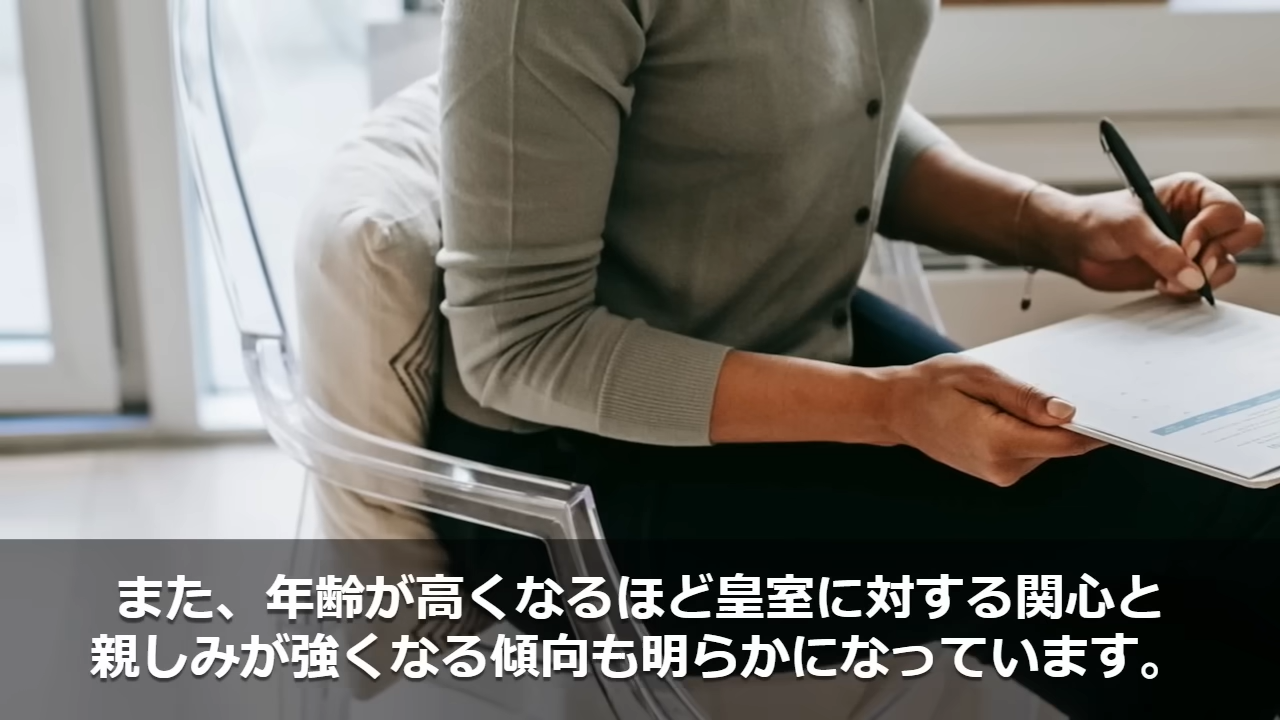 また、年齢が高くなるほど皇室に対する関心と
親しみが強くなる傾向も明らかになっています。